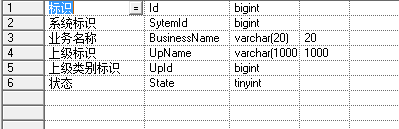 1 标识 = Id bigint
2 系统标识 SytemId bigint
3 业务名称 BusinessName varchar(20) 20
4 上级标识 UpName varchar(1000 1000
5 上级类别标识 UpId bigint
6 状态 State tinyint